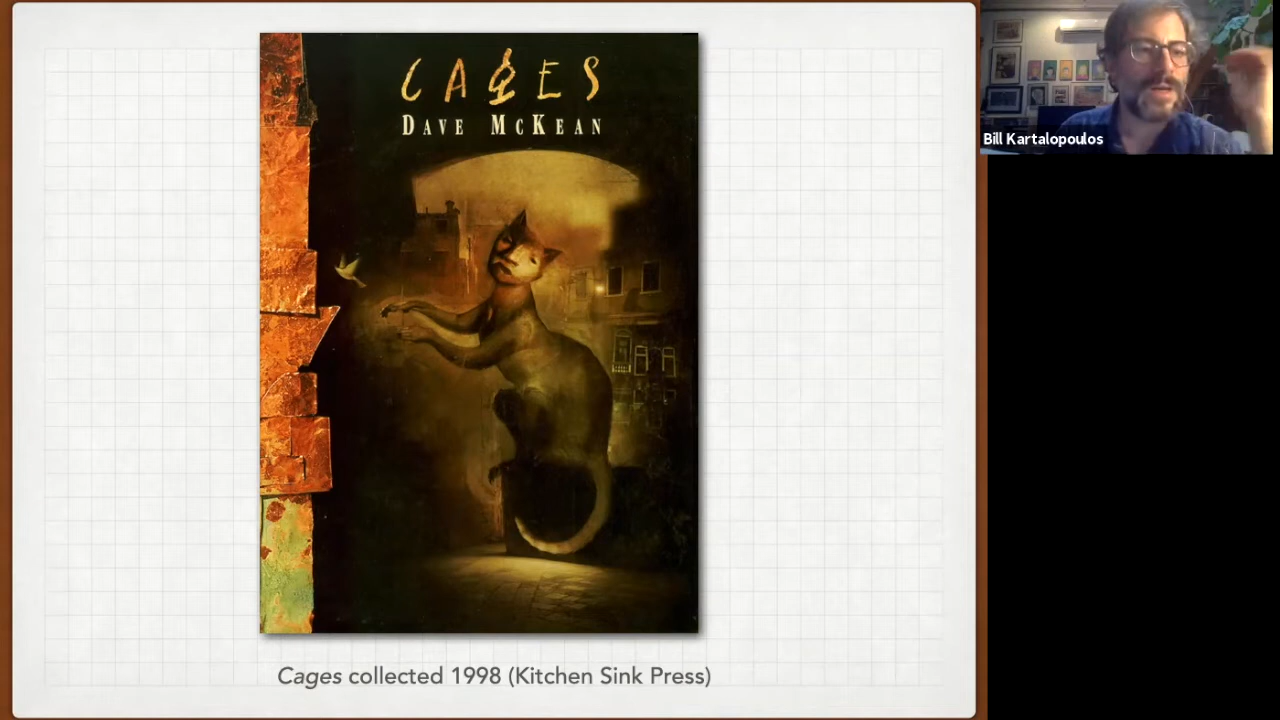 CAGES
DAVE MCKEAN
Bill Kartalopoulos
Cages collected 1998 (Kitchen Sink Press)